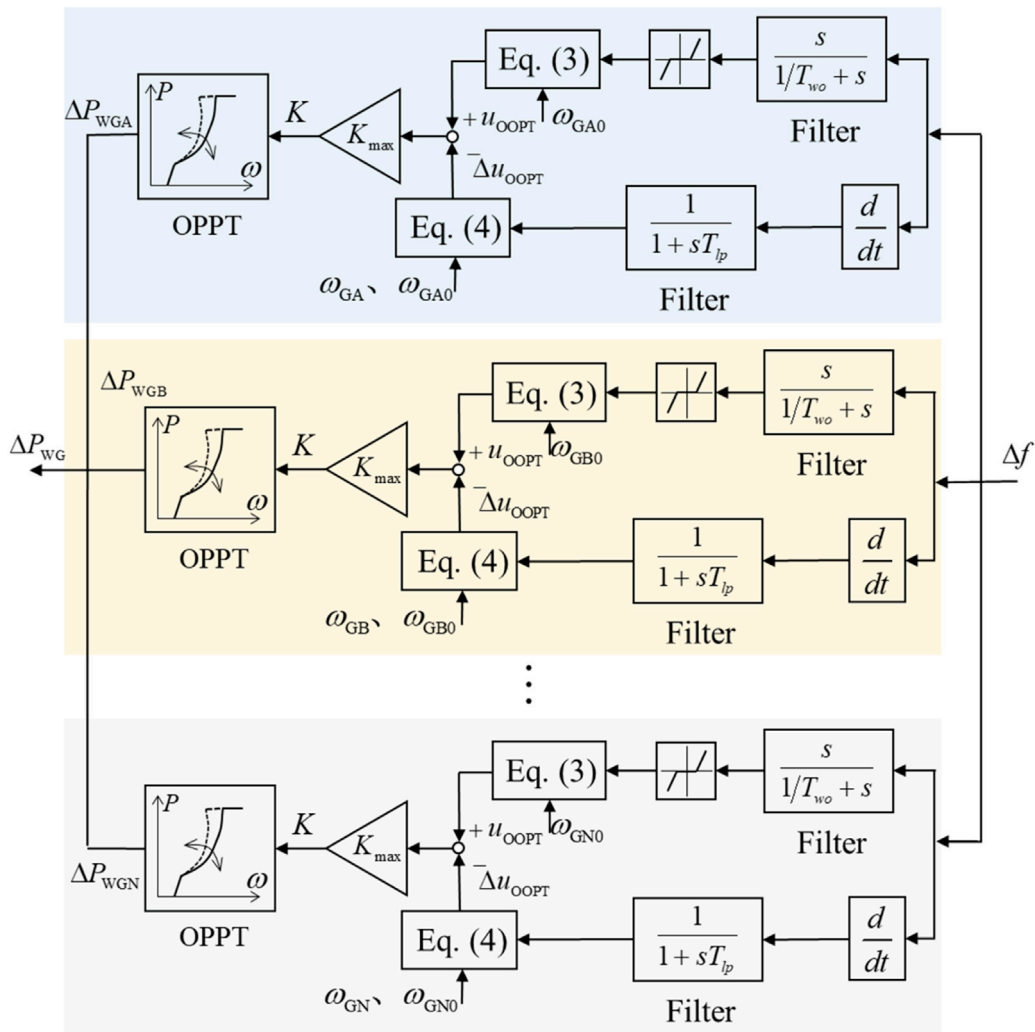 ΔP_WGA
P
ω
OPPT
K
K_max
+ u_OOPT
‾Δu_OOPT
Eq. (3)
ω_GA0
s
1/T_wo + s
Filter
Eq. (4)
ω_GA、 ω_GA0
1
1 + sT_lp
Filter
d
dt
ΔP_WGB
ΔP_WG
P
ω
OPPT
K
K_max
+ u_OOPT
‾Δu_OOPT
Eq. (3)
ω_GB0
s
1/T_wo + s
Filter
Δf
Eq. (4)
ω_GB、 ω_GB0
1
1 + sT_lp
Filter
d
dt
⋮
ΔP_WGN
P
ω
OPPT
K
K_max
+ u_OOPT
‾Δu_OOPT
Eq. (3)
ω_GN0
s
1/T_wo + s
Filter
Eq. (4)
ω_GN、 ω_GN0
1
1 + sT_lp
Filter
d
dt